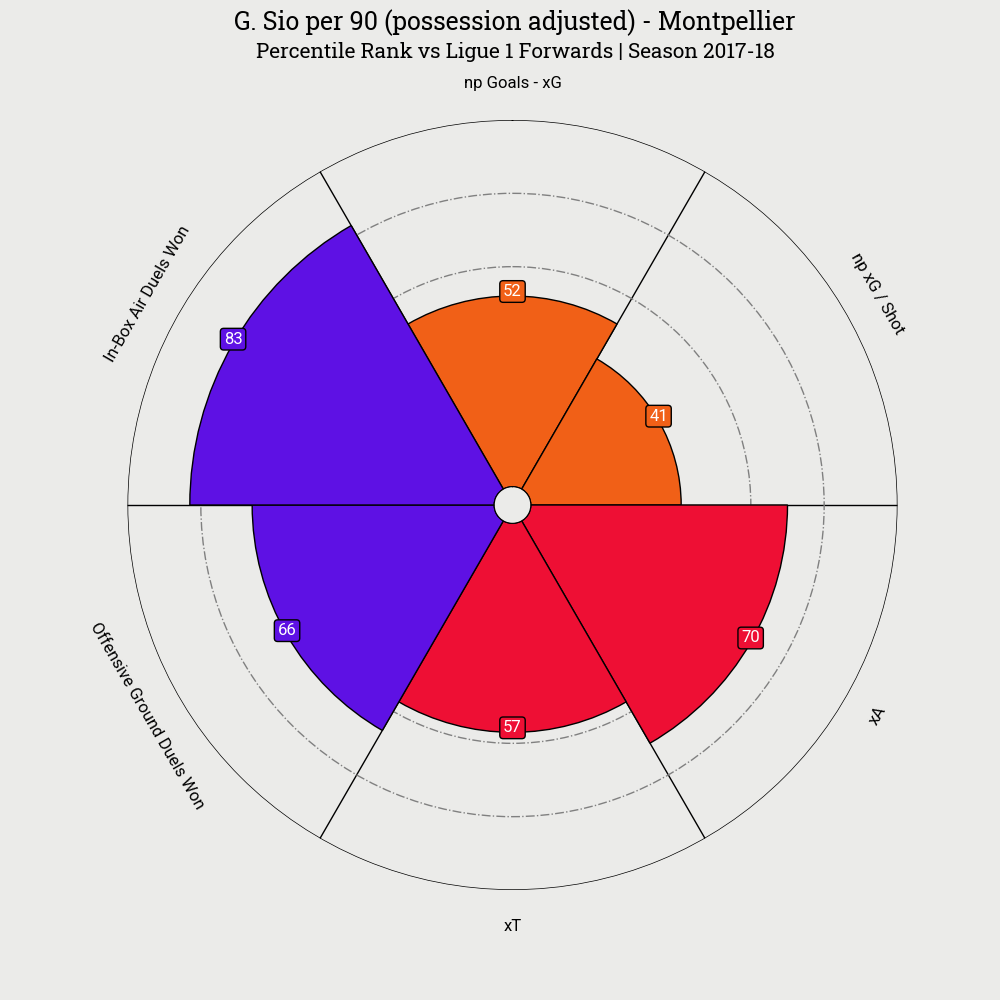 G. Sio per 90 (possession adjusted) - Montpellier
Percentile Rank vs Ligue 1 Forwards | Season 2017-18
np Goals - xG
np xG / Shot
In-Box Air Duels Won
52
83
41
66
70
57
Offensive Ground Duels Won
xA
xT